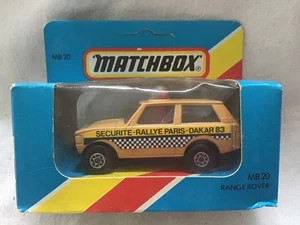 MB 20
MATCHBOX
SECURITE - RALLYE PARIS - DAKAR 83
MB 20
RANGE ROVER